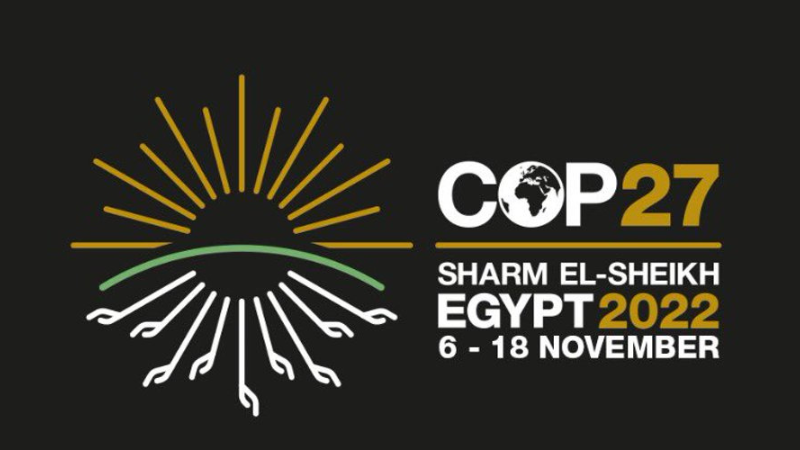 COP27
SHARM EL-SHEIKH
EGYPT 2022
6 - 18 NOVEMBER